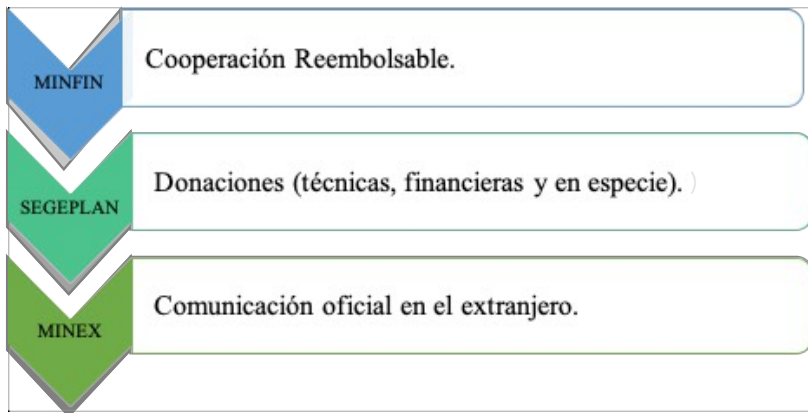 MINFIN
Cooperación Reembolsable.
SEGEPLAN
Donaciones (técnicas, financieras y en especie). )
MINEX
Comunicación oficial en el extranjero.